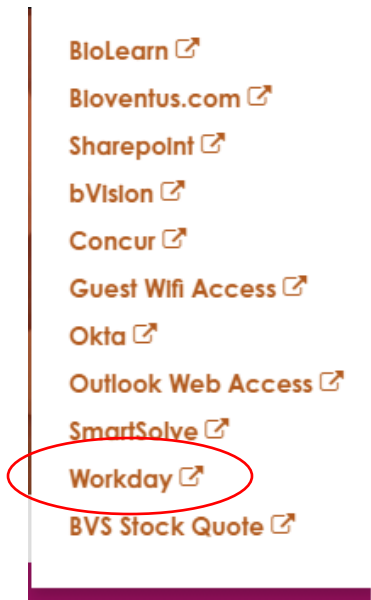 BioLearn
Bioventus.com
Sharepoint
bVision
Concur
Guest Wifi Access
Okta
Outlook Web Access
SmartSolve
Workday
BVS Stock Quote